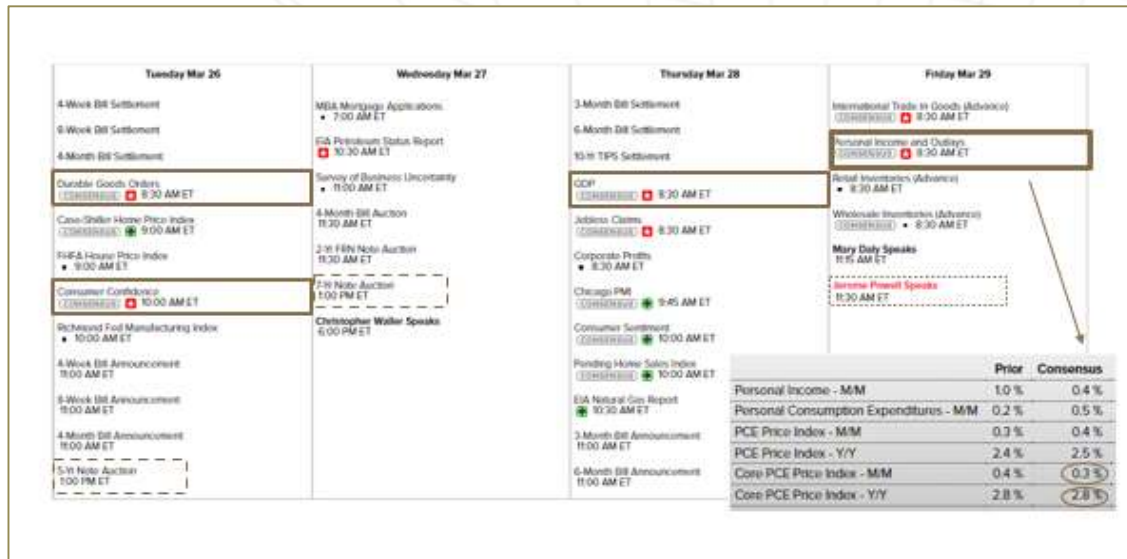 Tuesday Mar 26
4-Week Bill Settlement
8-Week Bill Settlement
4-Month Bill Settlement
Durable Goods Orders
CONSENSUS 8:30 AM ET
Case-Shiller Home Price Index
CONSENSUS 9:00 AM ET
FHFA House Price Index
9:00 AM ET
Consumer Confidence
CONSENSUS 10:00 AM ET
Richmond Fed Manufacturing Index
10:00 AM ET
4-Week Bill Announcement
11:00 AM ET
8-Week Bill Announcement
11:00 AM ET
4-Month Bill Announcement
11:00 AM ET
5-Yr Note Auction
1:00 PM ET
Wednesday Mar 27
MBA Mortgage Applications
7:00 AM ET
EIA Petroleum Status Report
10:30 AM ET
Survey of Business Uncertainty
11:00 AM ET
4-Month Bill Auction
11:30 AM ET
2-Yr FRN Note Auction
11:30 AM ET
7-Yr Note Auction
1:00 PM ET
Christopher Waller Speaks
6:00 PM ET
Thursday Mar 28
3-Month Bill Settlement
6-Month Bill Settlement
10-Yr TIPS Settlement
GDP
CONSENSUS 8:30 AM ET
Jobless Claims
CONSENSUS 8:30 AM ET
Corporate Profits
8:30 AM ET
Chicago PMI
CONSENSUS 9:45 AM ET
Consumer Sentiment
CONSENSUS 10:00 AM ET
Pending Home Sales Index
CONSENSUS 10:00 AM ET
EIA Natural Gas Report
10:30 AM ET
3-Month Bill Announcement
11:00 AM ET
6-Month Bill Announcement
11:00 AM ET
Friday Mar 29
International Trade in Goods (Advance)
CONSENSUS 8:30 AM ET
Personal Income and Outlays
CONSENSUS 8:30 AM ET
Retail Inventories (Advance)
8:30 AM ET
Wholesale Inventories (Advance)
CONSENSUS 8:30 AM ET
Mary Daly Speaks
11:15 AM ET
Jerome Powell Speaks
11:30 AM ET
Prior Consensus
Personal Income - M/M 1.0 % 0.4 %
Personal Consumption Expenditures - M/M 0.2 % 0.5 %
PCE Price Index - M/M 0.3 % 0.4 %
PCE Price Index - Y/Y 2.4 % 2.5 %
Core PCE Price Index - M/M 0.4 % 0.3 %
Core PCE Price Index - Y/Y 2.8 % 2.8 %